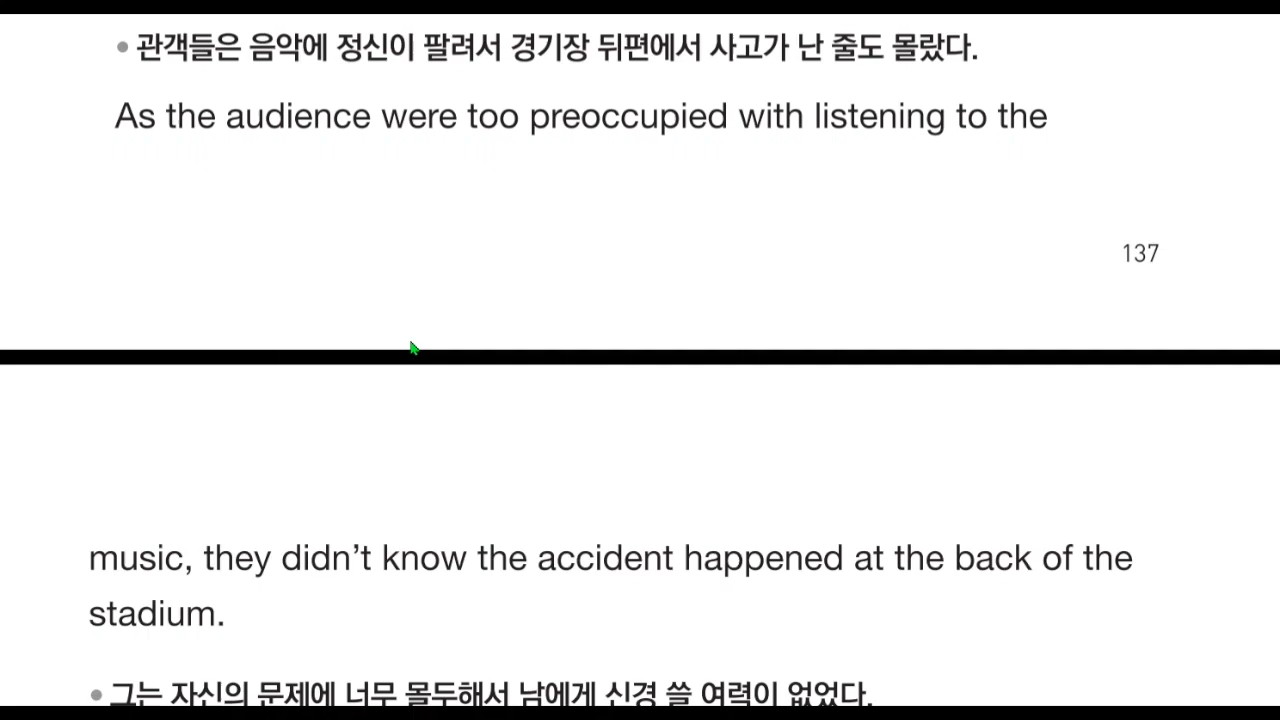 • 관객들은 음악에 정신이 팔려서 경기장 뒤편에서 사고가 난 줄도 몰랐다.
As the audience were too preoccupied with listening to the
137
music, they didn’t know the accident happened at the back of the
stadium.
• 그는 자신의 문제에 너무 몰두해서 남에게 신경 쓸 여력이 없었다.